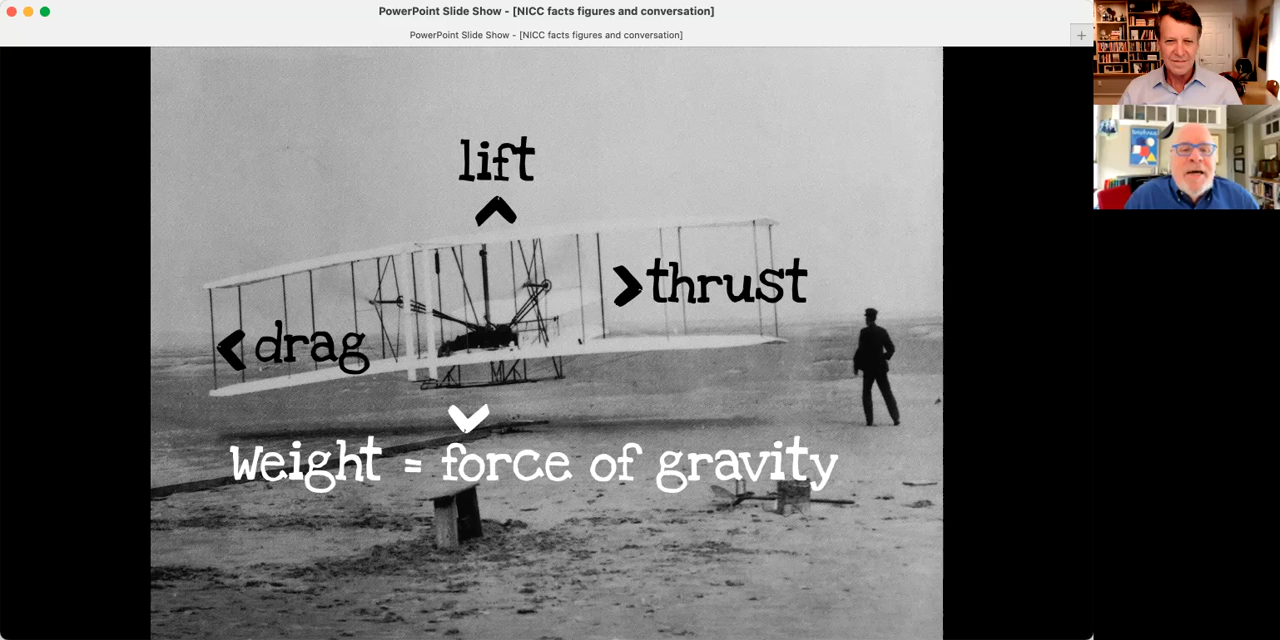 PowerPoint Slide Show - [NICC facts figures and conversation]
PowerPoint Slide Show - [NICC facts figures and conversation]
+
lift
thrust
drag
Weight = force of gravity
bauhaus